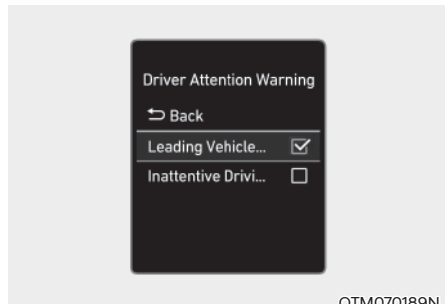 Driver Attention Warning
Back
Leading Vehicle...
Inattentive Drivi...
OTM070189N